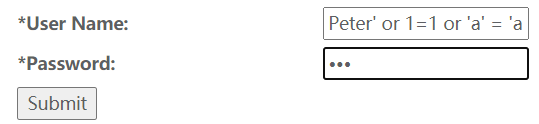 *User Name: Peter' or 1=1 or 'a' = 'a
*Password: •••
Submit